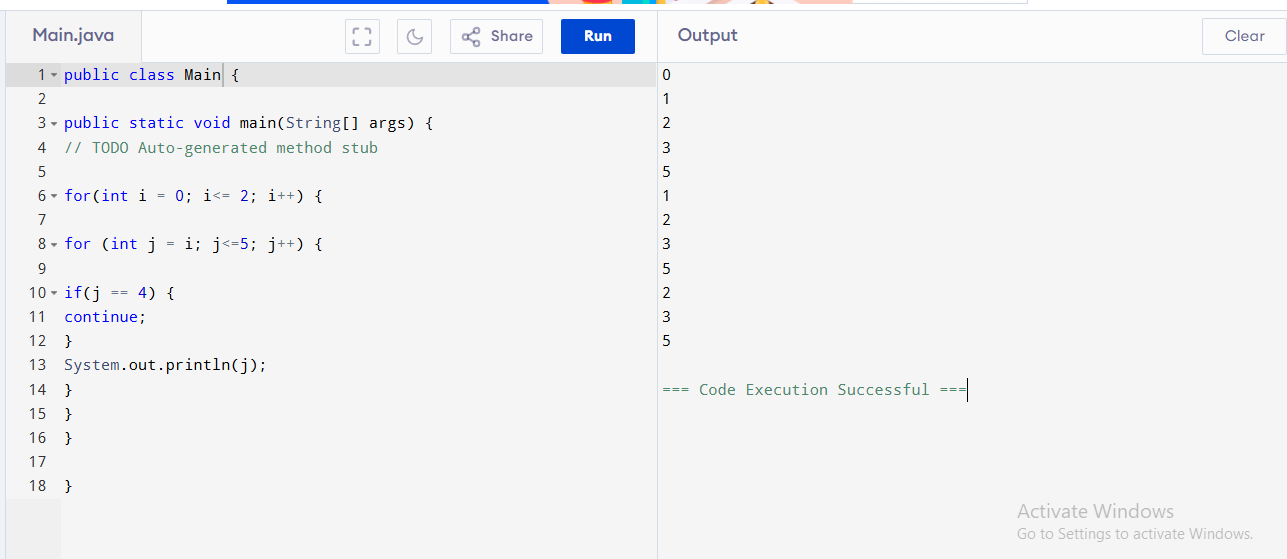 Main.java
Share
Run
Output
Clear
1 public class Main {
2
3 public static void main(String[] args) {
4 // TODO Auto-generated method stub
5
6 for(int i = 0; i<= 2; i++) {
7
8 for (int j = i; j<=5; j++) {
9
10 if(j == 4) {
11 continue;
12 }
13 System.out.println(j);
14 }
15 }
16 }
17
18 }
0
1
2
3
5
1
2
3
5
2
3
5
=== Code Execution Successful ===
Activate Windows
Go to Settings to activate Windows.